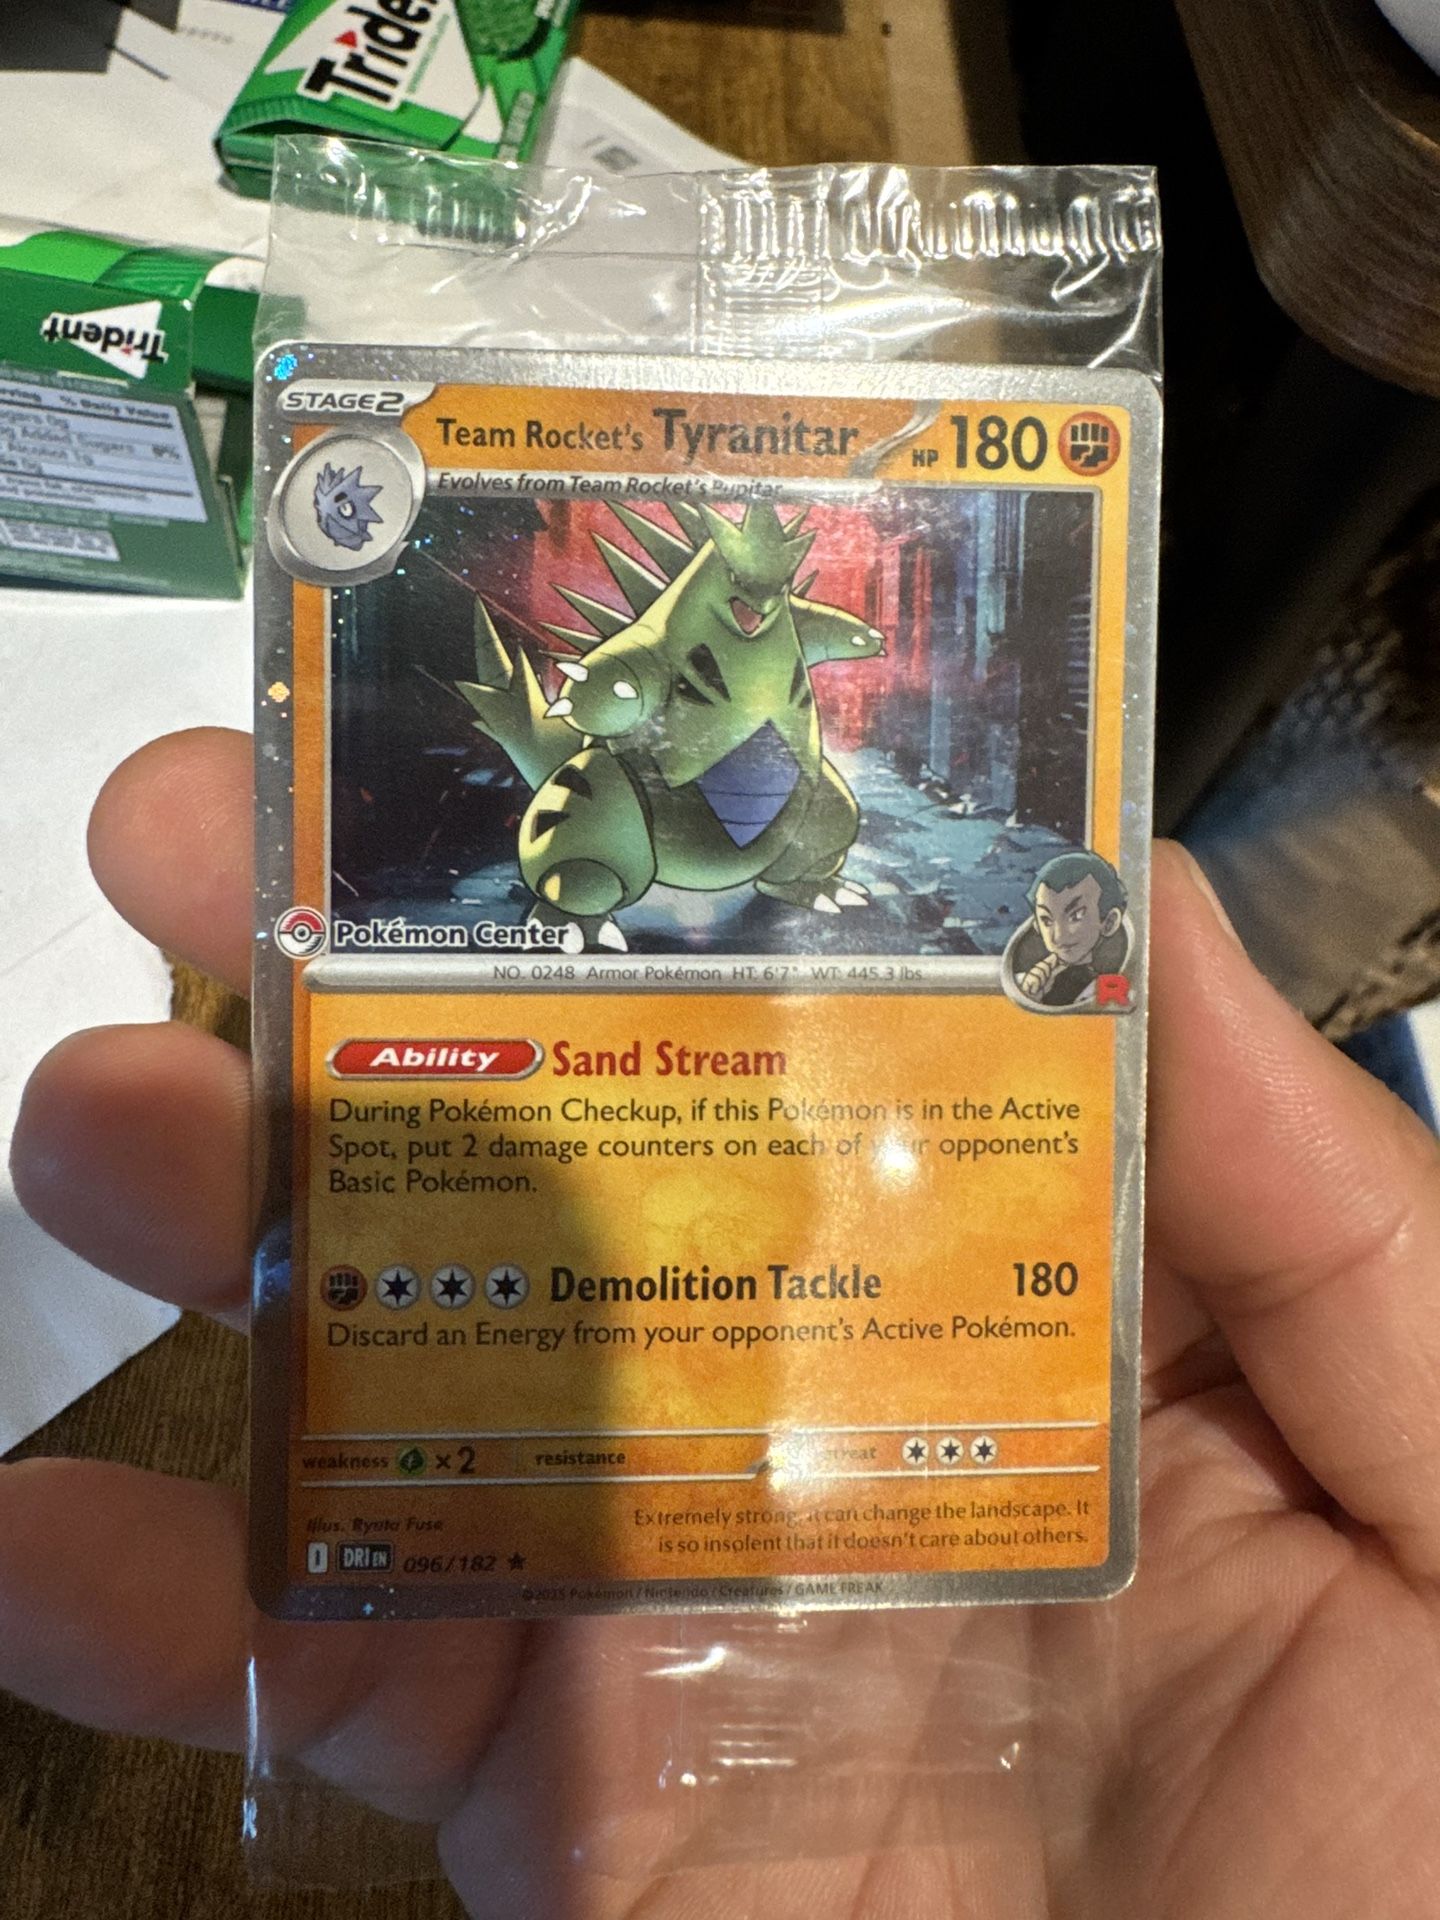 Trident
Trident
% Daily Value
Added Sugars 0%
STAGE2
Team Rocket's Tyranitar
HP 180
Evolves from Team Rocket's Pupitar
Pokémon Center
NO. 0248 Armor Pokémon HT: 6'7" WT: 445.3 lbs.
R
Ability Sand Stream
During Pokémon Checkup, if this Pokémon is in the Active
Spot, put 2 damage counters on each of your opponent's
Basic Pokémon.
Demolition Tackle 180
Discard an Energy from your opponent's Active Pokémon.
weakness ×2 resistance retreat
Illus. Ryota Fuse
Extremely strong, it can change the landscape. It
is so insolent that it doesn't care about others.
I DRI EN 096/182 ★
©2025 Pokémon / Nintendo / Creatures / GAME FREAK